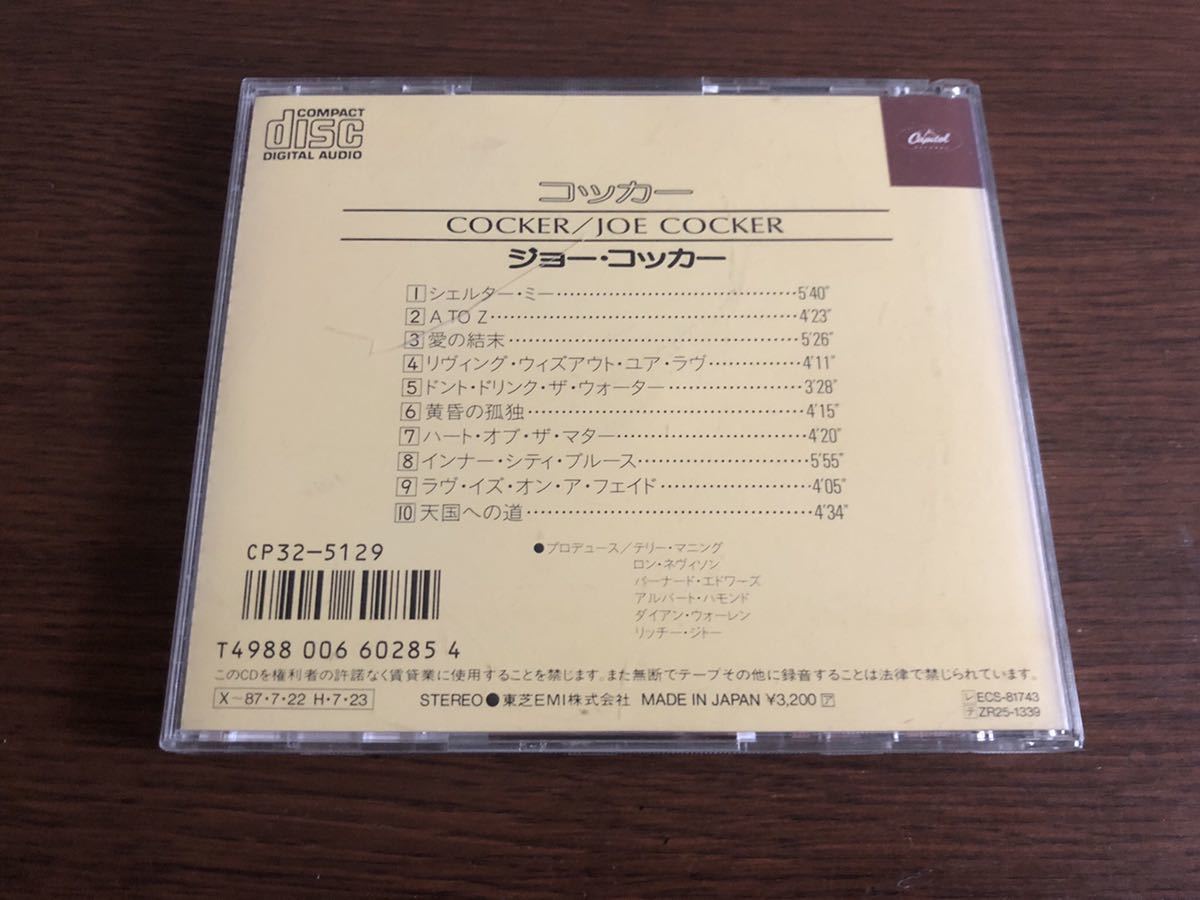 COMPACT
disc
DIGITAL AUDIO
Capitol
コッカー
COCKER/JOE COCKER
ジョー・コッカー
1 シェルター・ミー 5'40"
2 A TO Z 4'23"
3 愛の結末 5'26"
4 リヴィング・ウィズアウト・ユア・ラヴ 4'11"
5 ドント・ドリンク・ザ・ウォーター 3'28"
6 黄昏の孤独 4'15"
7 ハート・オブ・ザ・マター 4'20"
8 インナー・シティ・ブルース 5'55"
9 ラヴ・イズ・オン・ア・フェイド 4'05"
10 天国への道 4'34"
CP32-5129
●プロデュース/テリー・マニング
ロン・ネヴィソン
バーナード・エドワーズ
アルバート・ハモンド
ダイアン・ウォーレン
リッチー・ジトー
T4988 006 60285 4
このCDを権利者の許諾なく賃貸業に使用することを禁じます。また無断でテープその他に録音することは法律で禁じられています。
X~87・7・22 H・7・23
STEREO●東芝EMI株式会社 MADE IN JAPAN ¥3,200 ア
レ ECS-81743
テ ZR25-1339